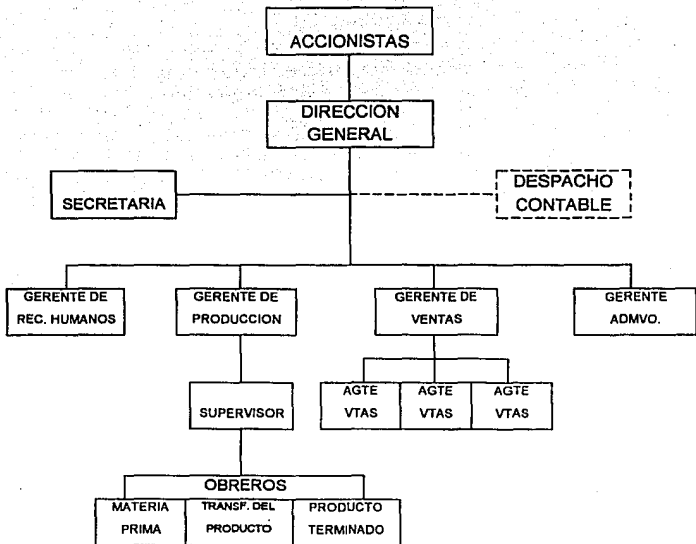 ACCIONISTAS
DIRECCION
GENERAL
SECRETARIA
DESPACHO
CONTABLE
GERENTE DE
REC. HUMANOS
GERENTE DE
PRODUCCION
GERENTE DE
VENTAS
GERENTE
ADMVO.
SUPERVISOR
AGTE
VTAS
AGTE
VTAS
AGTE
VTAS
OBREROS
MATERIA
PRIMA
TRANSF. DEL
PRODUCTO
PRODUCTO
TERMINADO